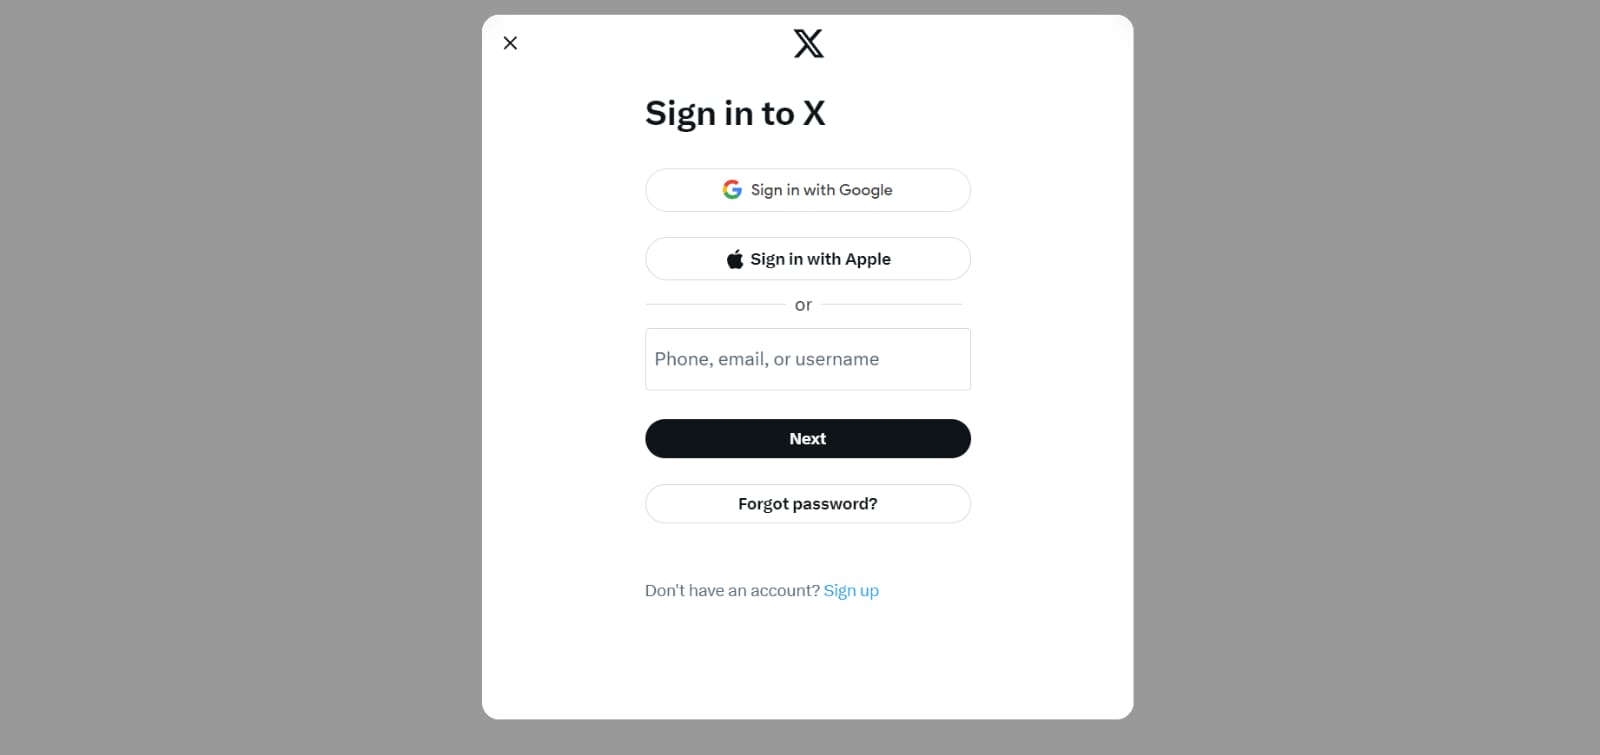 Sign in to X
Sign in with Google
Sign in with Apple
or
Phone, email, or username
Next
Forgot password?
Don't have an account? Sign up